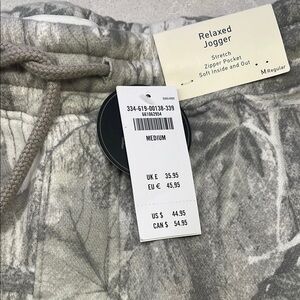 Relaxed
Jogger
Stretch
Zipper Pocket
Soft Inside and Out
M Regular
334-619-00138-339
661862934
MEDIUM
UK £ 35.95
EU € 45.95
US $ 44.95
CAN $ 54.95